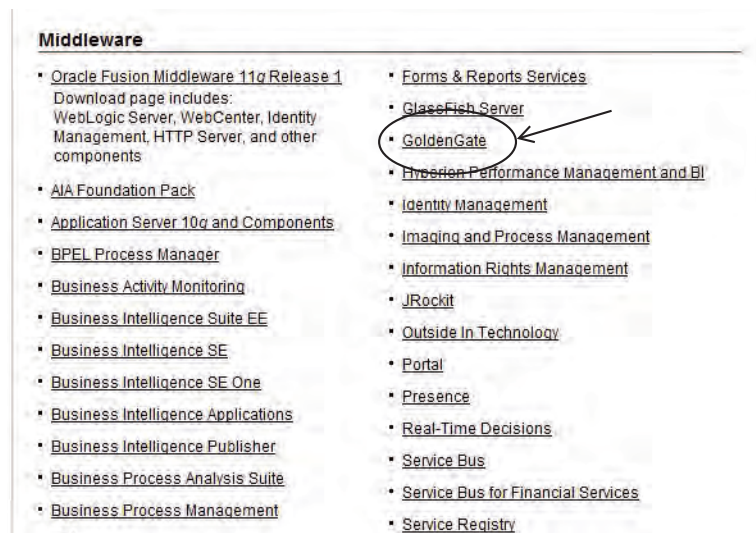 Middleware
Oracle Fusion Middleware 11g Release 1
Download page includes:
WebLogic Server, WebCenter, Identity
Management, HTTP Server, and other
components
AIA Foundation Pack
Application Server 10g and Components
BPEL Process Manager
Business Activity Monitoring
Business Intelligence Suite EE
Business Intelligence SE
Business Intelligence SE One
Business Intelligence Applications
Business Intelligence Publisher
Business Process Analysis Suite
Business Process Management
Forms & Reports Services
GlassFish Server
GoldenGate
Hyperion Performance Management and BI
Identity Management
Imaging and Process Management
Information Rights Management
JRockit
Outside In Technology
Portal
Presence
Real-Time Decisions
Service Bus
Service Bus for Financial Services
Service Registry